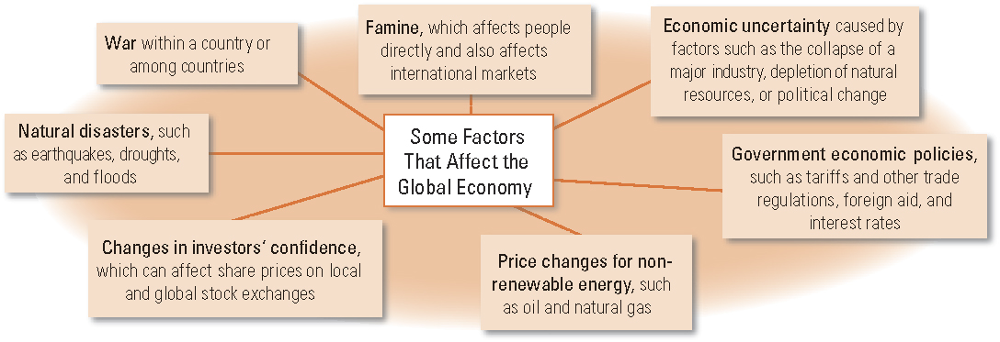 War within a country or
among countries
Famine, which affects people
directly and also affects
international markets
Economic uncertainty caused by
factors such as the collapse of a
major industry, depletion of natural
resources, or political change
Natural disasters, such
as earthquakes, droughts,
and floods
Some Factors
That Affect the
Global Economy
Government economic policies,
such as tariffs and other trade
regulations, foreign aid, and
interest rates
Changes in investors‘ confidence,
which can affect share prices on local
and global stock exchanges
Price changes for non-
renewable energy, such
as oil and natural gas